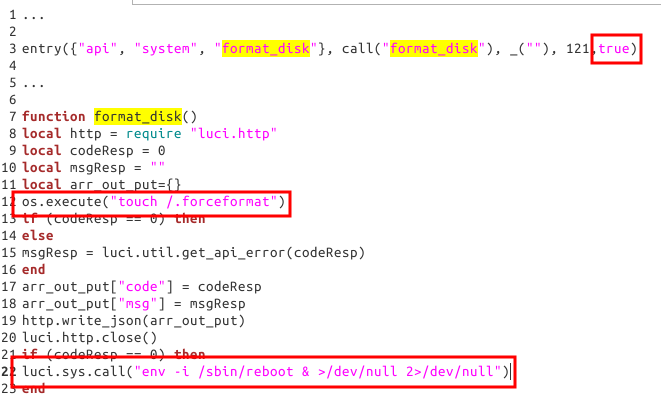 1 ...
2
3 entry({"api", "system", "format_disk"}, call("format_disk"), _(""), 121,true)
4
5 ...
6
7 function format_disk()
8 local http = require "luci.http"
9 local codeResp = 0
10 local msgResp = ""
11 local arr_out_put={}
12 os.execute("touch /.forceformat")
13 if (codeResp == 0) then
14 else
15 msgResp = luci.util.get_api_error(codeResp)
16 end
17 arr_out_put["code"] = codeResp
18 arr_out_put["msg"] = msgResp
19 http.write_json(arr_out_put)
20 luci.http.close()
21 if (codeResp == 0) then
22 luci.sys.call("env -i /sbin/reboot & >/dev/null 2>/dev/null")
23 end